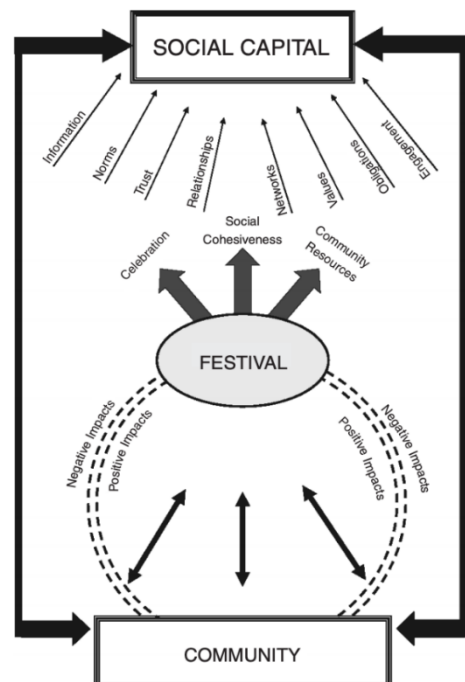 SOCIAL CAPITAL
Information
Norms
Trust
Relationships
Networks
Values
Obligations
Engagement
Celebration
Social
Cohesiveness
Community
Resources
FESTIVAL
Negative Impacts
Positive Impacts
Positive Impacts
Negative Impacts
COMMUNITY